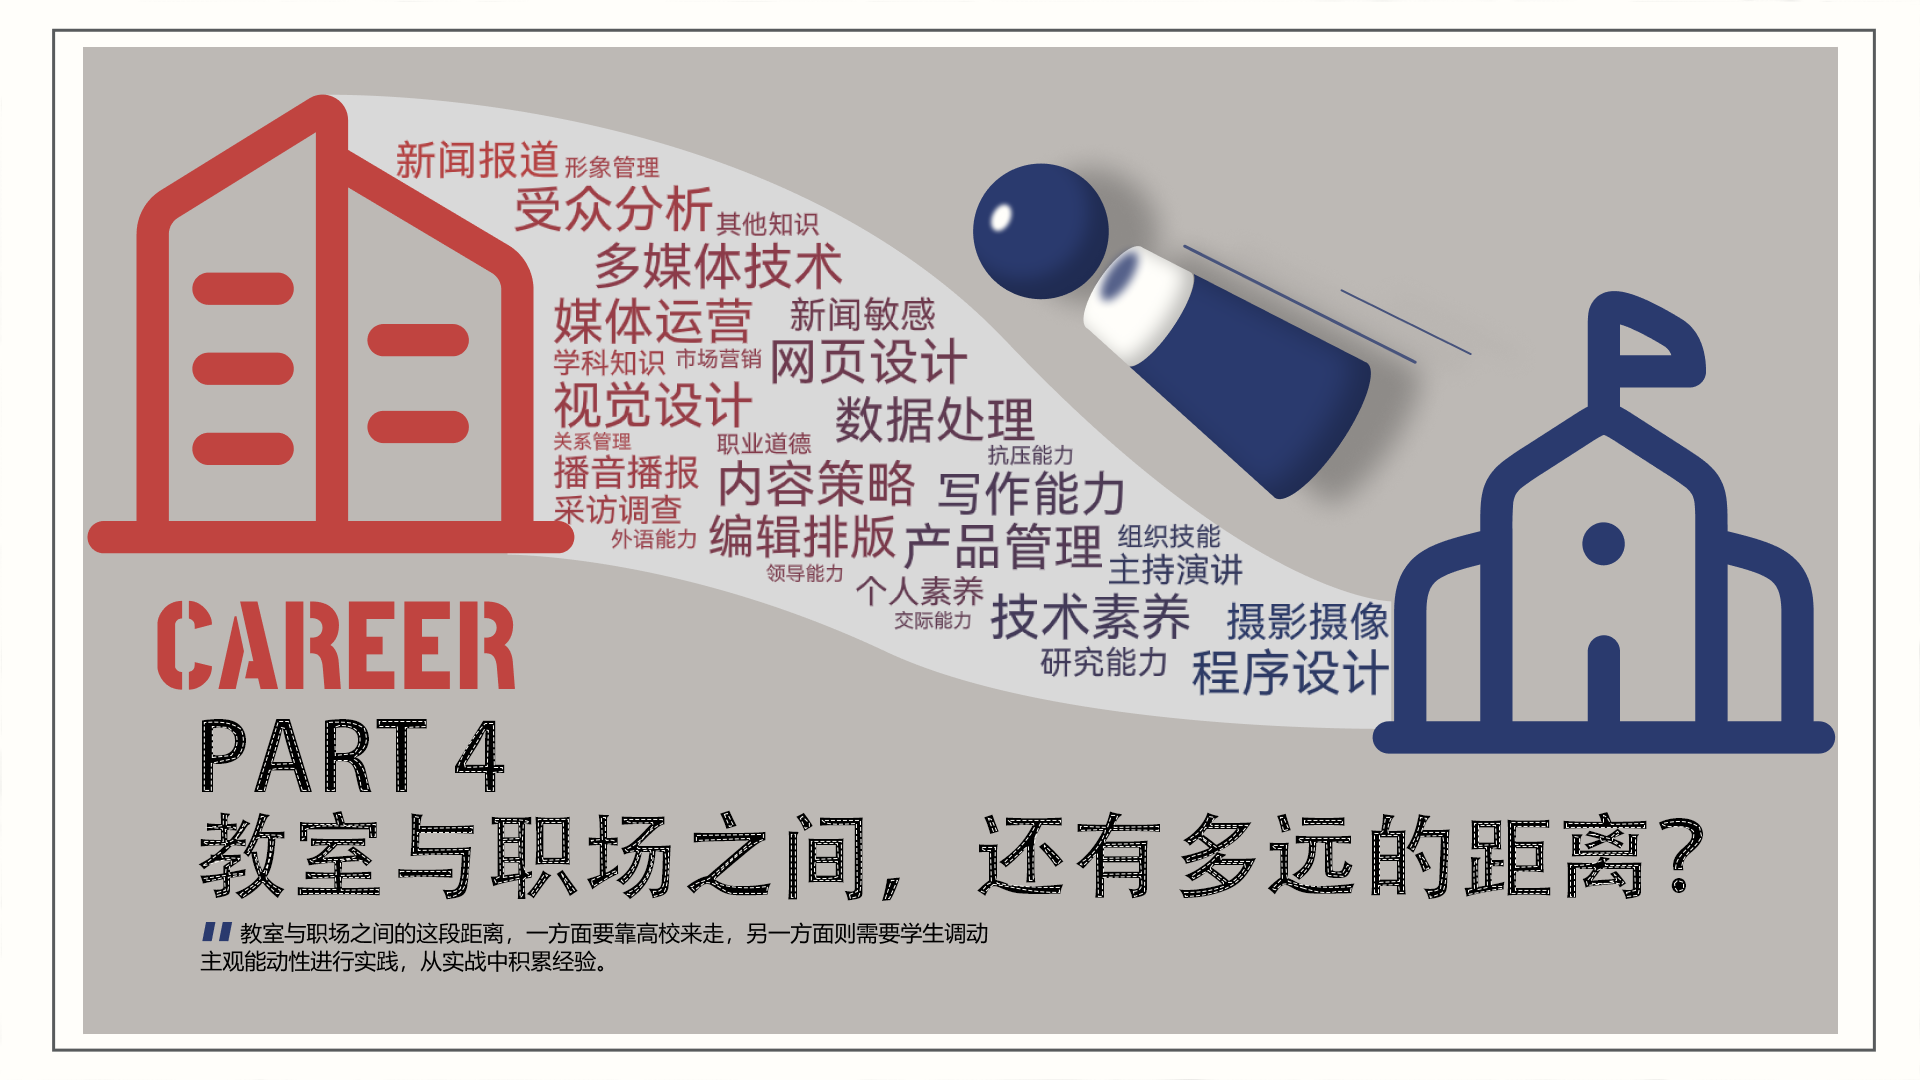 新闻报道 形象管理
受众分析 其他知识
多媒体技术
媒体运营 新闻敏感
学科知识 市场营销 网页设计
视觉设计 数据处理
关系管理 职业道德 抗压能力
播音播报 内容策略 写作能力
采访调查
外语能力 编辑排版 产品管理 组织技能
领导能力 主持演讲
个人素养
交际能力 技术素养 摄影摄像
研究能力 程序设计
CAREER
PART 4
教室与职场之间，还有多远的距离？
"教室与职场之间的这段距离，一方面要靠高校来走，另一方面则需要学生调动
主观能动性进行实践，从实战中积累经验。